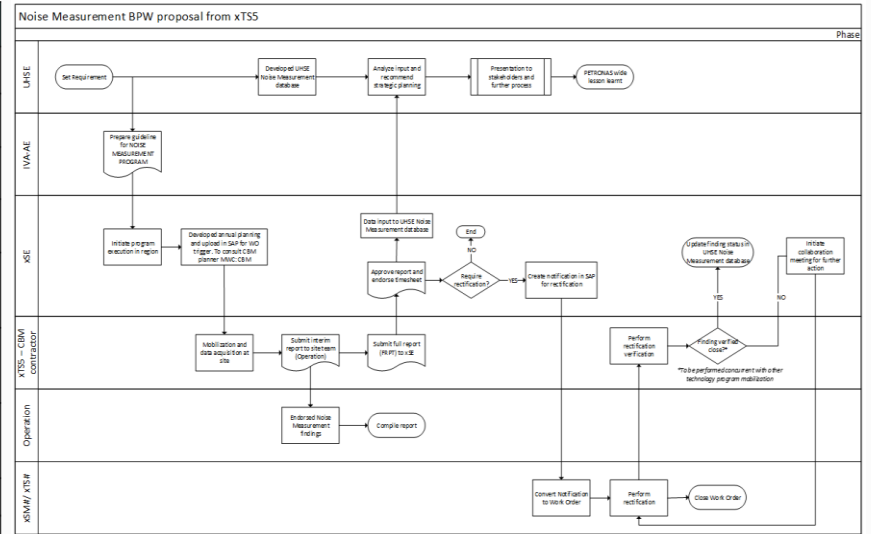 Noise Measurement BPW proposal from xTS5
Phase
UHSE
Set Requirement
Developed UHSE
Noise Measurement
database
Analyze input and
recommend
strategic planning
Presentation to
stakeholders and
further process
PETRONAS wide
lesson learnt
IVA-AE
Prepare guideline
for NOISE
MEASUREMENT
PROGRAM
xSE
Initiate program
execution in region
Developed annual planning
and upload in SAP for WO
trigger. To consult CBM
planner MWC: CBM
Data input to UHSE Noise
Measurement database
Approve report and
endorse timesheet
End
NO
Require
rectification?
YES
Create notification in SAP
for rectification
Update finding status in
UHSE Noise
Measurement database
Initiate
collaboration
meeting for further
action
YES
NO
xTS5 – CBM
contractor
Mobilization and
data acquisition at
site
Submit interim
report to site team
(Operation)
Submit full report
(FRPT) to xSE
Perform
rectification
verification
Finding verified
close?*
*To be performed concurrent with other
technology program mobilization
Operation
Endorsed Noise
Measurement
findings
Compile report
xSM#/ xTS#
Convert Notification
to Work Order
Perform
rectification
Close Work Order